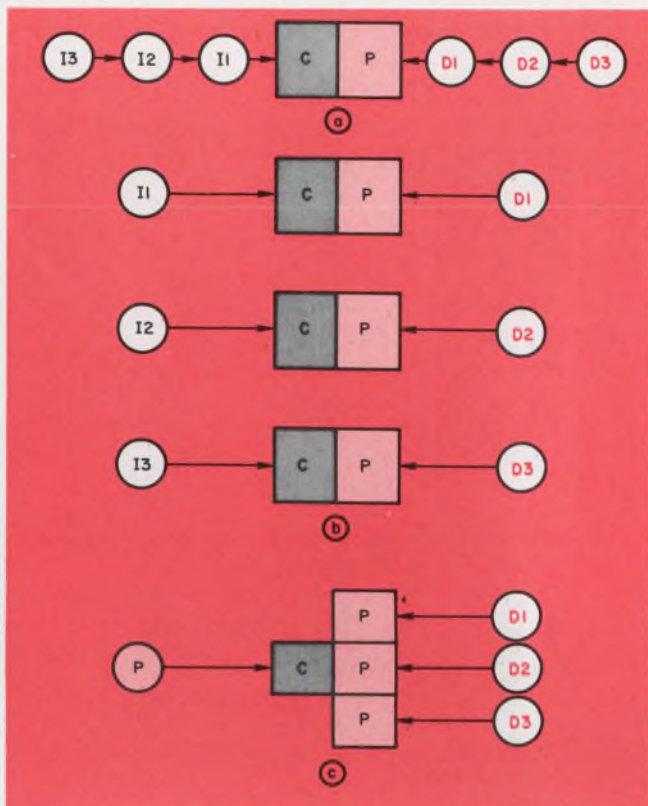 I3 I2 I1 C P D1 D2 D3
a
I1 C P D1
I2 C P D2
I3 C P D3
b
P D1
P C P D2
P D3
c